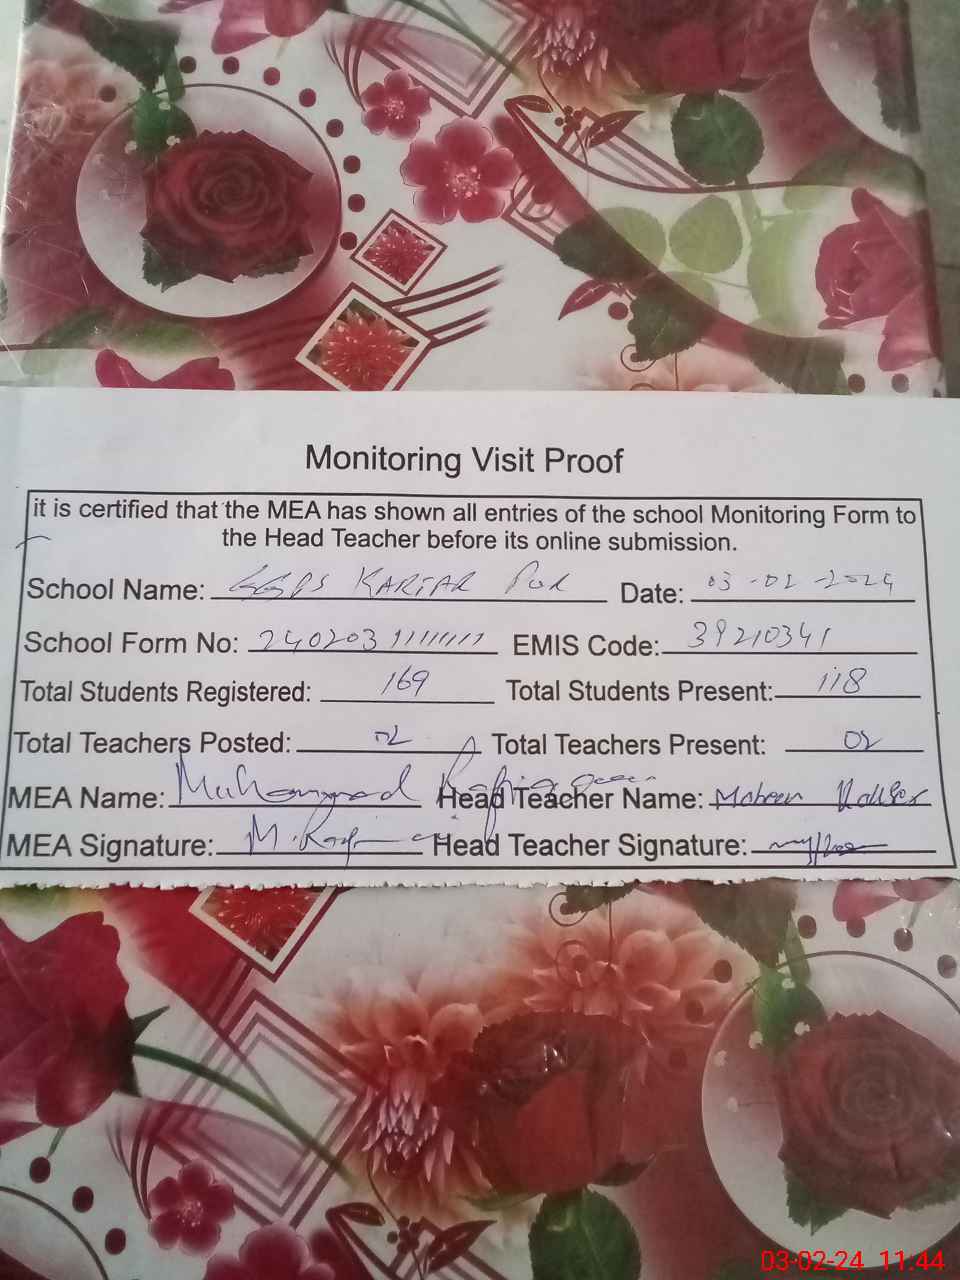 Monitoring Visit Proof
it is certified that the MEA has shown all entries of the school Monitoring Form to
the Head Teacher before its online submission.
School Name: GGPS KARTAR PUR Date: 03-02-2024
School Form No: 240203 11111111 EMIS Code: 39210341
Total Students Registered: 169 Total Students Present: 118
Total Teachers Posted: 02 Total Teachers Present: 02
MEA Name: Muhammad Head Teacher Name:
MEA Signature: Head Teacher Signature:
03-02-24 11:44